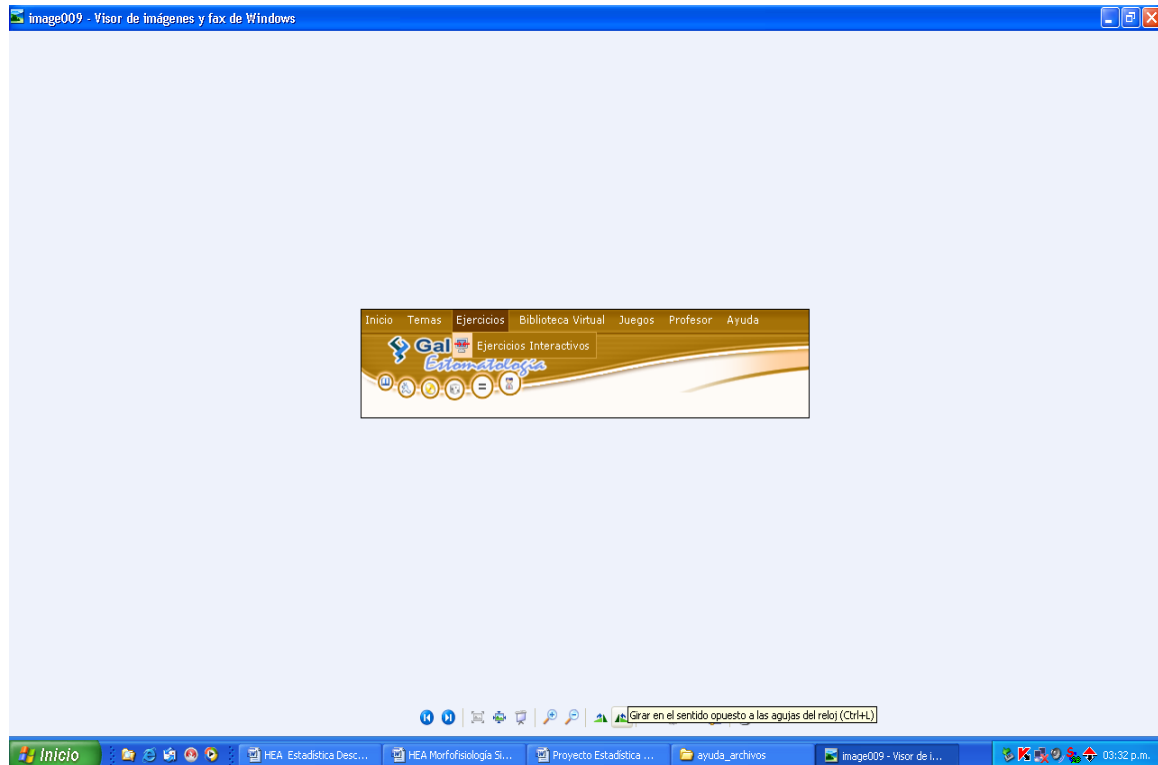 image009 - Visor de imágenes y fax de Windows
Inicio Temas Ejercicios Biblioteca Virtual Juegos Profesor Ayuda
Gal Ejercicios Interactivos
Estomatología
Girar en el sentido opuesto a las agujas del reloj (Ctrl+L)
Inicio HEA Estadística Desc... HEA Morfofisiología Si... Proyecto Estadística ... ayuda_archivos image009 - Visor de i... 03:32 p.m.